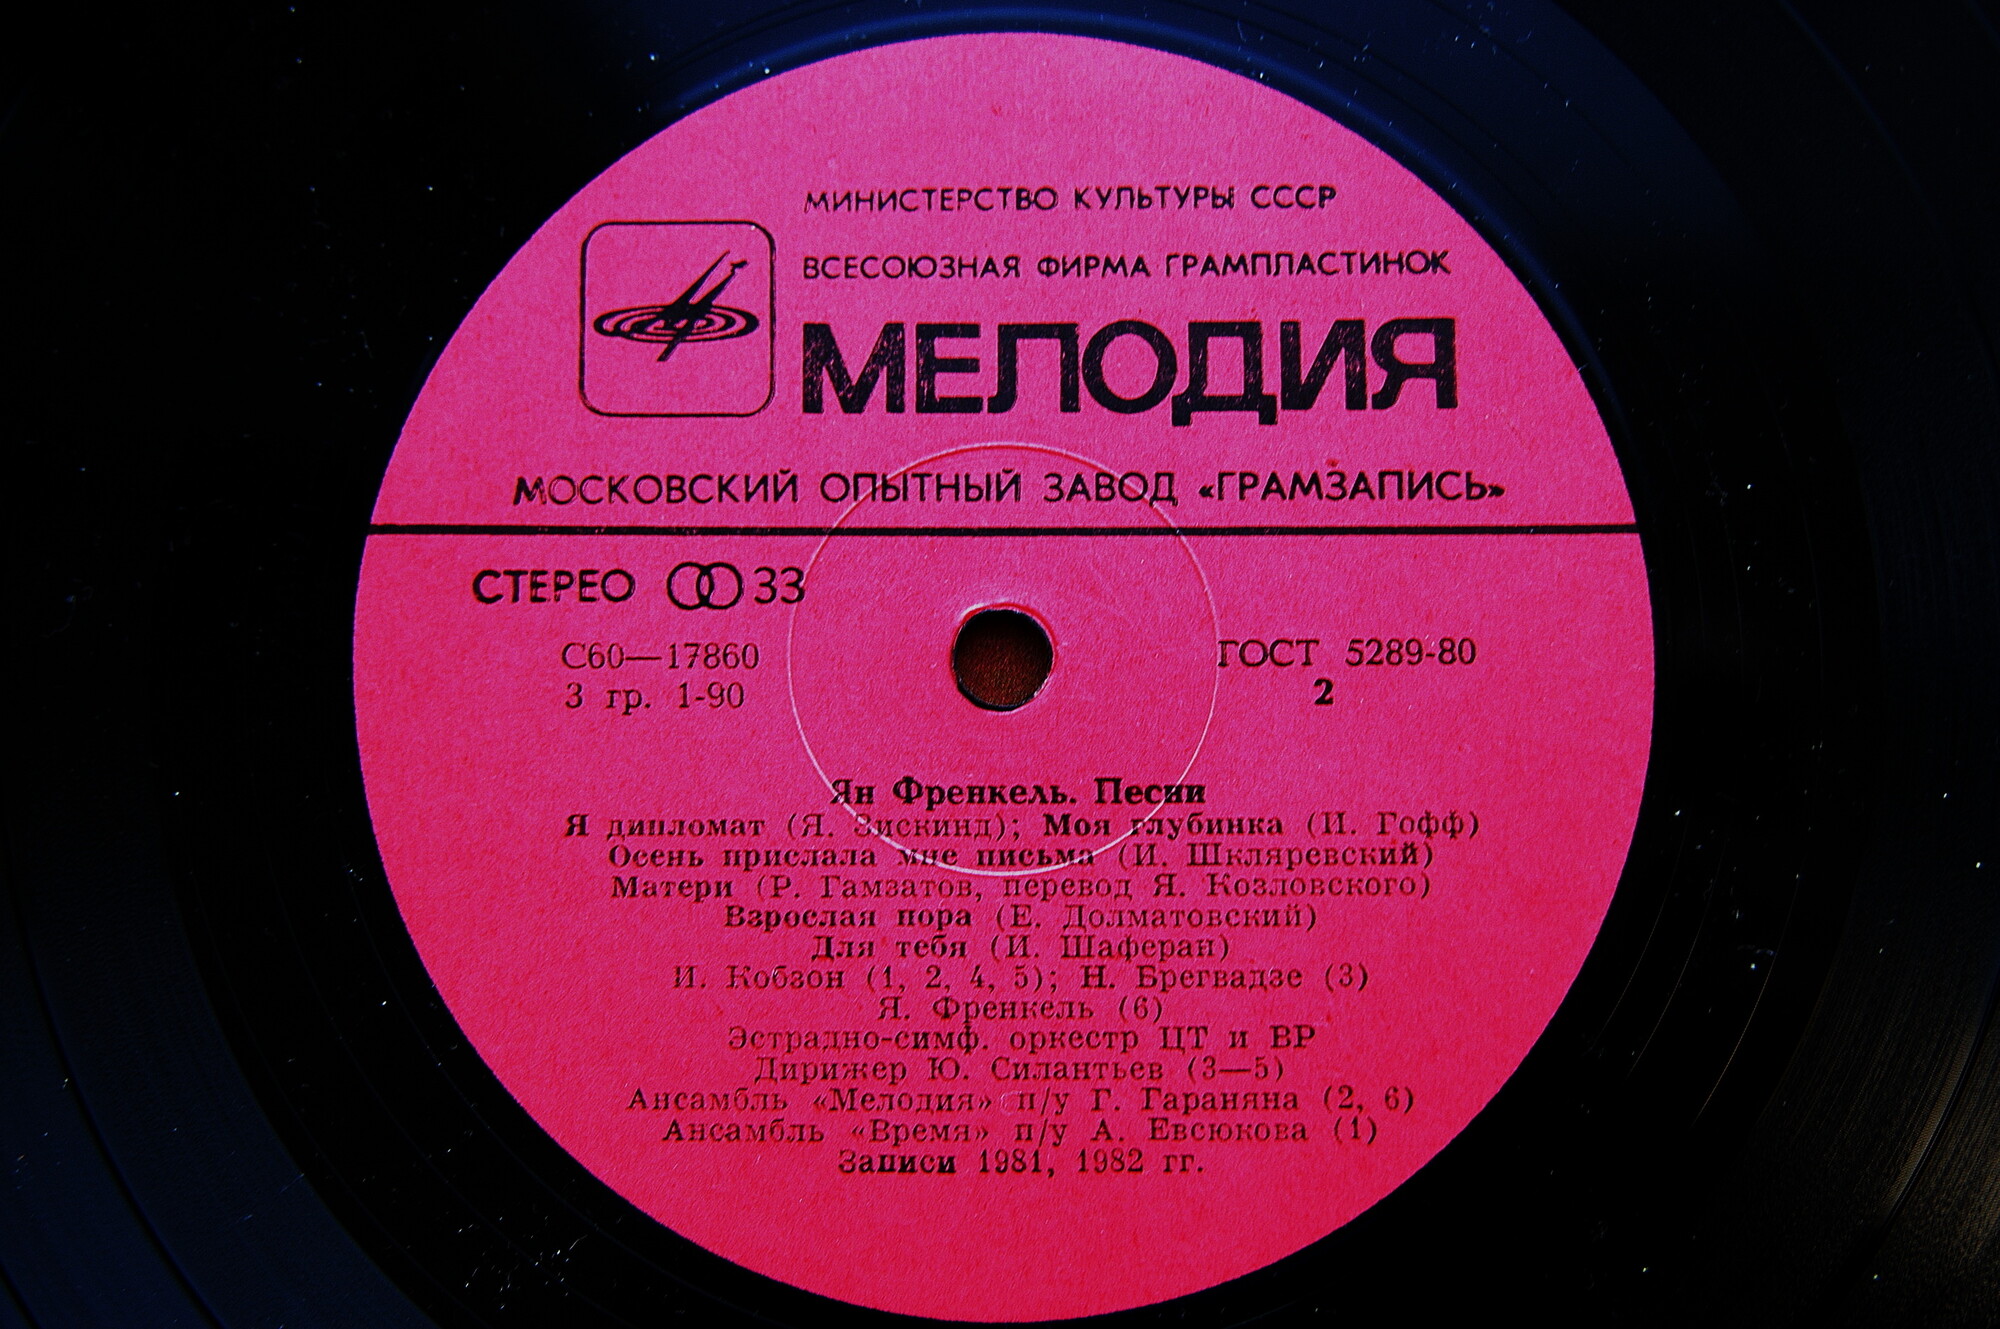 МИНИСТЕРСТВО КУЛЬТУРЫ СССР
ВСЕСОЮЗНАЯ ФИРМА ГРАМПЛАСТИНОК
МЕЛОДИЯ
МОСКОВСКИЙ ОПЫТНЫЙ ЗАВОД «ГРАМЗАПИСЬ»
СТЕРЕО 33
С60—17860
3 гр. 1-90
ГОСТ 5289-80
2
Ян Френкель. Песни
Я дипломат (Я. Зискинд); Моя глубинка (И. Гофф)
Осень прислала мне письма (И. Шкляревский)
Матери (Р. Гамзатов, перевод Я. Козловского)
Взрослая пора (Е. Долматовский)
Для тебя (И. Шаферан)
И. Кобзон (1, 2, 4, 5); Н. Брегвадзе (3)
Я. Френкель (6)
Эстрадно-симф. оркестр ЦТ и ВР
Дирижер Ю. Силантьев (3—5)
Ансамбль «Мелодия» п/у Г. Гараняна (2, 6)
Ансамбль «Время» п/у А. Евсюкова (1)
Записи 1981, 1982 гг.